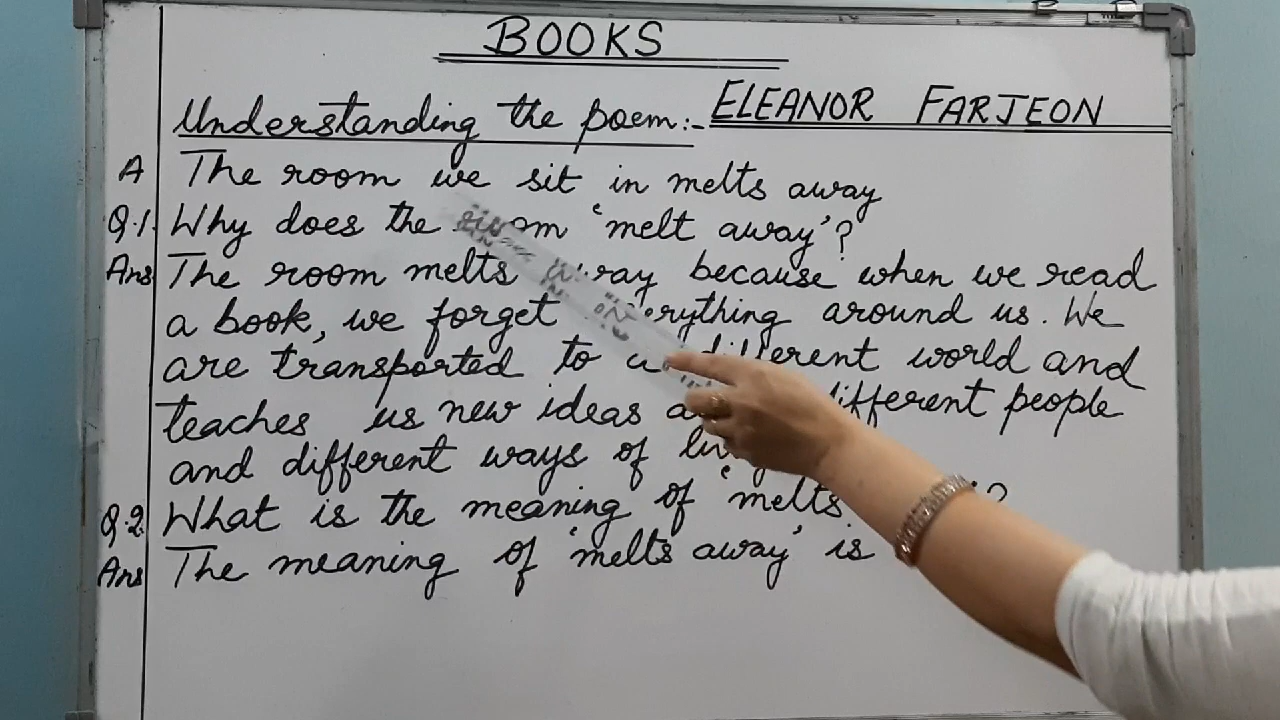 BOOKS
Understanding the poem:- ELEANOR FARJEON
A The room we sit in melts away
Q.1. Why does the room 'melt away'?
Ans The room melts away because when we read
a book, we forget everything around us. We
are transported to a different world and
teaches us new ideas different people
and different ways of
Q.2. What is the meaning of 'melts
Ans The meaning of 'melts away' is